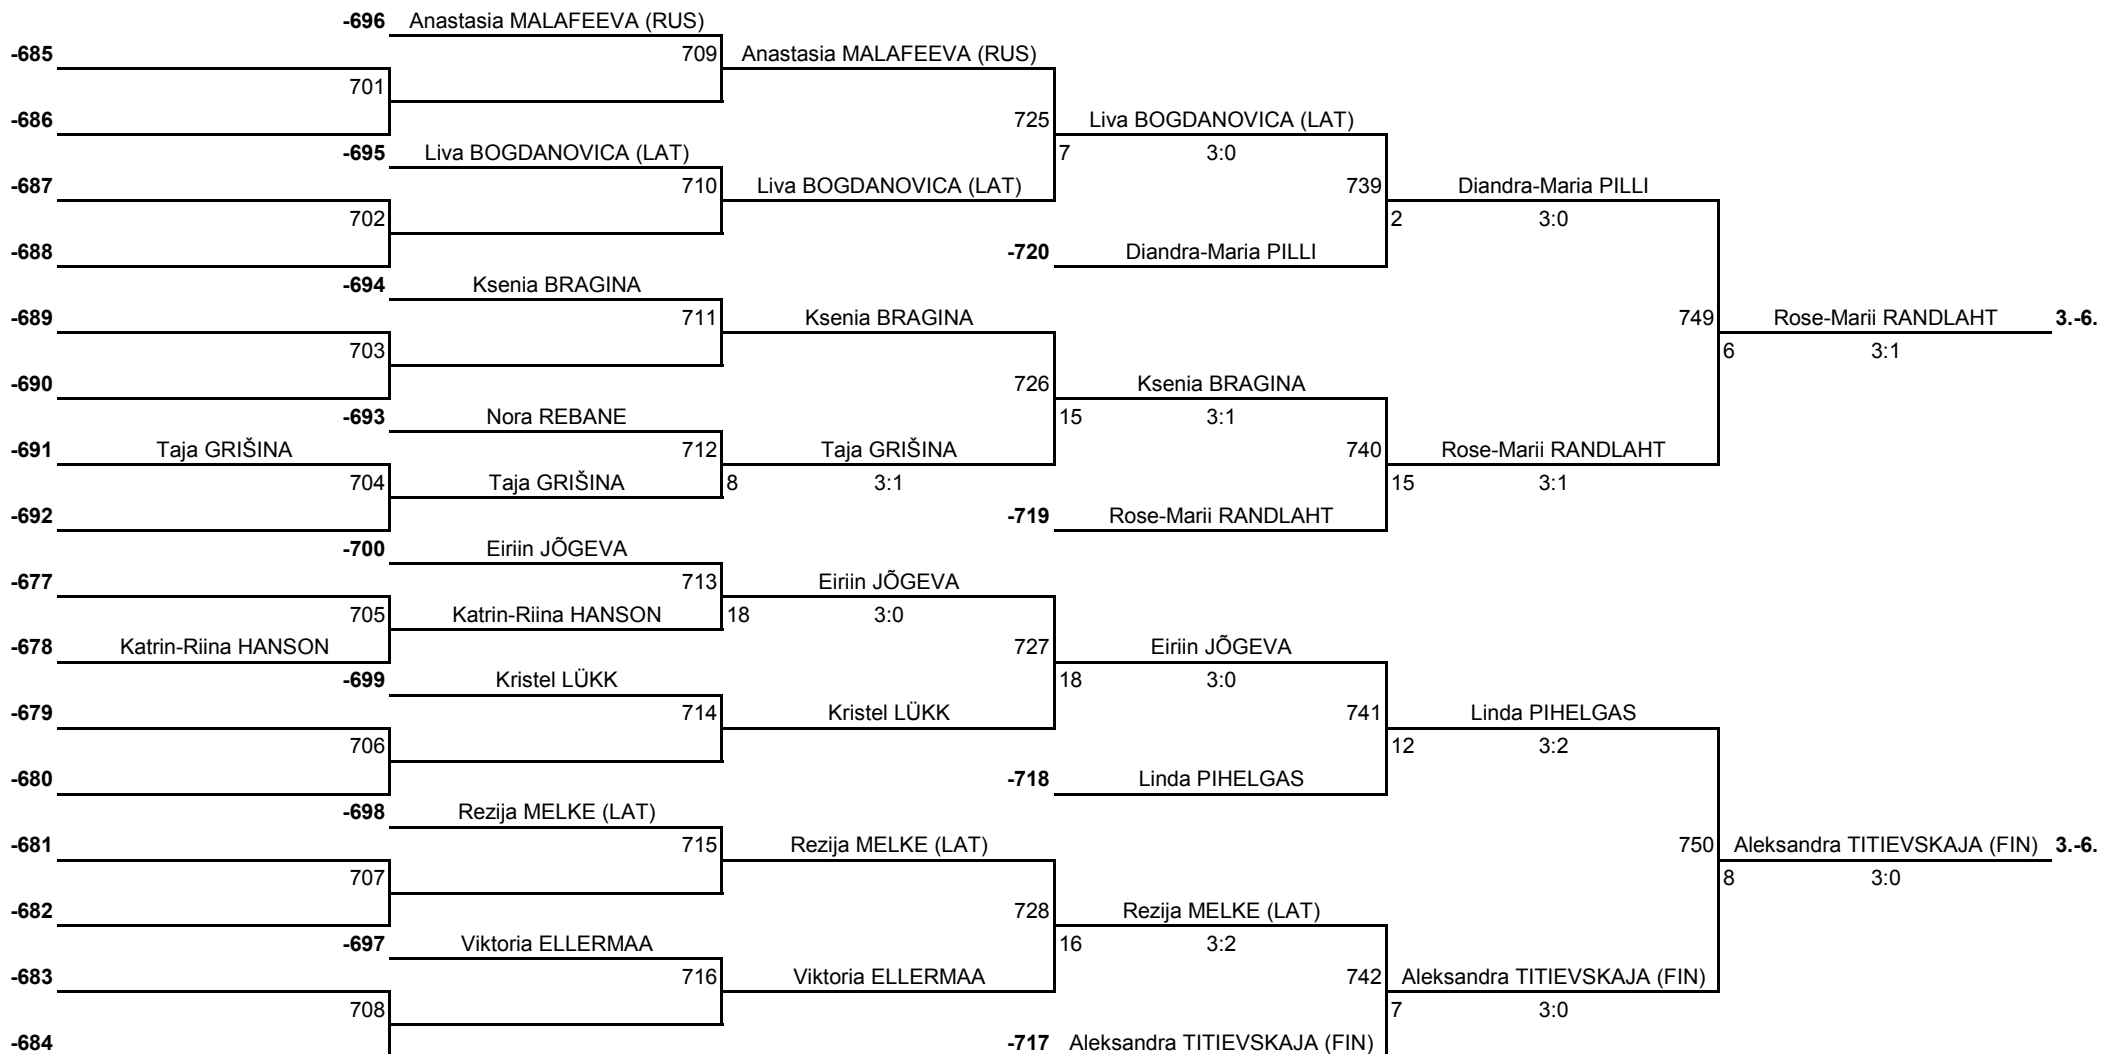 -696 Anastasia MALAFEEVA (RUS)
-685 709 Anastasia MALAFEEVA (RUS)
701
-686 725 Liva BOGDANOVICA (LAT)
-695 Liva BOGDANOVICA (LAT) 7 3:0
-687 710 Liva BOGDANOVICA (LAT) 739 Diandra-Maria PILLI
702 2 3:0
-688 -720 Diandra-Maria PILLI
-694 Ksenia BRAGINA
-689 711 Ksenia BRAGINA 749 Rose-Marii RANDLAHT 3.-6.
703 6 3:1
-690 726 Ksenia BRAGINA
-693 Nora REBANE 15 3:1
-691 Taja GRIŠINA 712 Taja GRIŠINA 740 Rose-Marii RANDLAHT
704 Taja GRIŠINA 8 3:1 15 3:1
-692 -719 Rose-Marii RANDLAHT
-700 Eiriin JÕGEVA
-677 713 Eiriin JÕGEVA
705 Katrin-Riina HANSON 18 3:0
-678 Katrin-Riina HANSON 727 Eiriin JÕGEVA
-699 Kristel LÜKK 18 3:0
-679 714 Kristel LÜKK 741 Linda PIHELGAS
706 12 3:2
-680 -718 Linda PIHELGAS
-698 Rezija MELKE (LAT)
-681 715 Rezija MELKE (LAT) 750 Aleksandra TITIEVSKAJA (FIN) 3.-6.
707 8 3:0
-682 728 Rezija MELKE (LAT)
-697 Viktoria ELLERMAA 16 3:2
-683 716 Viktoria ELLERMAA 742 Aleksandra TITIEVSKAJA (FIN)
708 7 3:0
-684 -717 Aleksandra TITIEVSKAJA (FIN)